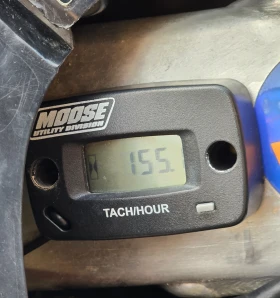 MOOSE
UTILITY DIVISION
155.
TACH/HOUR